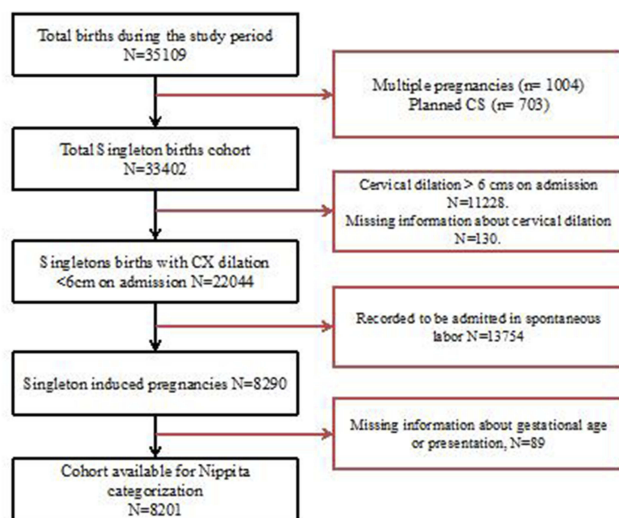 Total births during the study period
N=35109
Multiple pregnancies (n= 1004)
Planned CS (n= 703)
Total Singleton births cohort
N=33402
Cervical dilation > 6 cms on admission
N=11228.
Missing information about cervical dilation
N=130.
Singletons births with CX dilation
<6cm on admission N=22044
Recorded to be admitted in spontaneous
labor N=13754
Singleton induced pregnancies N=8290
Missing information about gestational age
or presentation, N=89
Cohort available for Nippita
categorization
N=8201